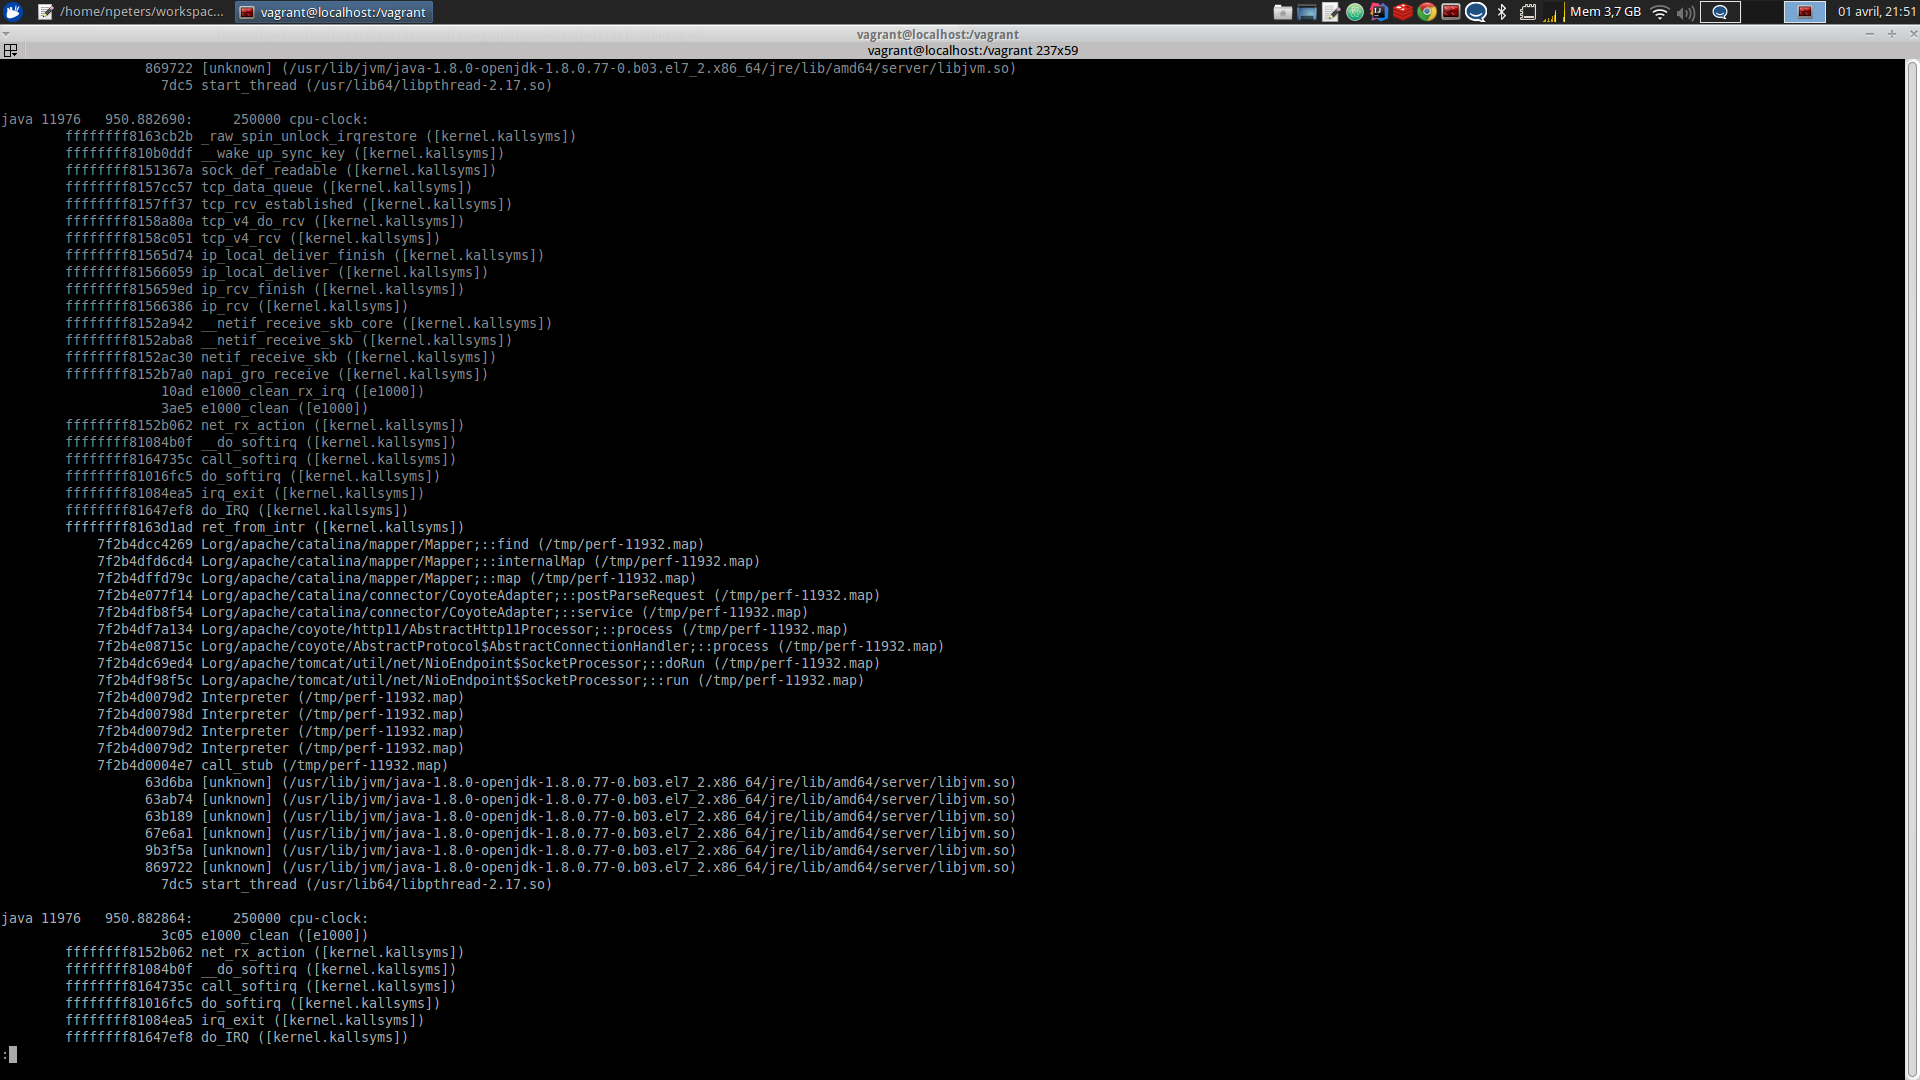 /home/npeters/workspac...
vagrant@localhost:/vagrant
Mem 3,7 GB
01 avril, 21:51
vagrant@localhost:/vagrant
vagrant@localhost:/vagrant 237x59
869722 [unknown] (/usr/lib/jvm/java-1.8.0-openjdk-1.8.0.77-0.b03.el7_2.x86_64/jre/lib/amd64/server/libjvm.so)
7dc5 start_thread (/usr/lib64/libpthread-2.17.so)
java 11976 950.882690: 250000 cpu-clock:
ffffffff8163cb2b _raw_spin_unlock_irqrestore ([kernel.kallsyms])
ffffffff810b0ddf __wake_up_sync_key ([kernel.kallsyms])
ffffffff8151367a sock_def_readable ([kernel.kallsyms])
ffffffff8157cc57 tcp_data_queue ([kernel.kallsyms])
ffffffff8157ff37 tcp_rcv_established ([kernel.kallsyms])
ffffffff8158a80a tcp_v4_do_rcv ([kernel.kallsyms])
ffffffff8158c051 tcp_v4_rcv ([kernel.kallsyms])
ffffffff81565d74 ip_local_deliver_finish ([kernel.kallsyms])
ffffffff81566059 ip_local_deliver ([kernel.kallsyms])
ffffffff815659ed ip_rcv_finish ([kernel.kallsyms])
ffffffff81566386 ip_rcv ([kernel.kallsyms])
ffffffff8152a942 __netif_receive_skb_core ([kernel.kallsyms])
ffffffff8152aba8 __netif_receive_skb ([kernel.kallsyms])
ffffffff8152ac30 netif_receive_skb ([kernel.kallsyms])
ffffffff8152b7a0 napi_gro_receive ([kernel.kallsyms])
10ad e1000_clean_rx_irq ([e1000])
3ae5 e1000_clean ([e1000])
ffffffff8152b062 net_rx_action ([kernel.kallsyms])
ffffffff81084b0f __do_softirq ([kernel.kallsyms])
ffffffff8164735c call_softirq ([kernel.kallsyms])
ffffffff81016fc5 do_softirq ([kernel.kallsyms])
ffffffff81084ea5 irq_exit ([kernel.kallsyms])
ffffffff81647ef8 do_IRQ ([kernel.kallsyms])
ffffffff8163d1ad ret_from_intr ([kernel.kallsyms])
7f2b4dcc4269 Lorg/apache/catalina/mapper/Mapper;::find (/tmp/perf-11932.map)
7f2b4dfd6cd4 Lorg/apache/catalina/mapper/Mapper;::internalMap (/tmp/perf-11932.map)
7f2b4dffd79c Lorg/apache/catalina/mapper/Mapper;::map (/tmp/perf-11932.map)
7f2b4e077f14 Lorg/apache/catalina/connector/CoyoteAdapter;::postParseRequest (/tmp/perf-11932.map)
7f2b4dfb8f54 Lorg/apache/catalina/connector/CoyoteAdapter;::service (/tmp/perf-11932.map)
7f2b4df7a134 Lorg/apache/coyote/http11/AbstractHttp11Processor;::process (/tmp/perf-11932.map)
7f2b4e08715c Lorg/apache/coyote/AbstractProtocol$AbstractConnectionHandler;::process (/tmp/perf-11932.map)
7f2b4dc69ed4 Lorg/apache/tomcat/util/net/NioEndpoint$SocketProcessor;::doRun (/tmp/perf-11932.map)
7f2b4df98f5c Lorg/apache/tomcat/util/net/NioEndpoint$SocketProcessor;::run (/tmp/perf-11932.map)
7f2b4d0079d2 Interpreter (/tmp/perf-11932.map)
7f2b4d00798d Interpreter (/tmp/perf-11932.map)
7f2b4d0079d2 Interpreter (/tmp/perf-11932.map)
7f2b4d0079d2 Interpreter (/tmp/perf-11932.map)
7f2b4d0004e7 call_stub (/tmp/perf-11932.map)
63d6ba [unknown] (/usr/lib/jvm/java-1.8.0-openjdk-1.8.0.77-0.b03.el7_2.x86_64/jre/lib/amd64/server/libjvm.so)
63ab74 [unknown] (/usr/lib/jvm/java-1.8.0-openjdk-1.8.0.77-0.b03.el7_2.x86_64/jre/lib/amd64/server/libjvm.so)
63b189 [unknown] (/usr/lib/jvm/java-1.8.0-openjdk-1.8.0.77-0.b03.el7_2.x86_64/jre/lib/amd64/server/libjvm.so)
67e6a1 [unknown] (/usr/lib/jvm/java-1.8.0-openjdk-1.8.0.77-0.b03.el7_2.x86_64/jre/lib/amd64/server/libjvm.so)
9b3f5a [unknown] (/usr/lib/jvm/java-1.8.0-openjdk-1.8.0.77-0.b03.el7_2.x86_64/jre/lib/amd64/server/libjvm.so)
869722 [unknown] (/usr/lib/jvm/java-1.8.0-openjdk-1.8.0.77-0.b03.el7_2.x86_64/jre/lib/amd64/server/libjvm.so)
7dc5 start_thread (/usr/lib64/libpthread-2.17.so)
java 11976 950.882864: 250000 cpu-clock:
3c05 e1000_clean ([e1000])
ffffffff8152b062 net_rx_action ([kernel.kallsyms])
ffffffff81084b0f __do_softirq ([kernel.kallsyms])
ffffffff8164735c call_softirq ([kernel.kallsyms])
ffffffff81016fc5 do_softirq ([kernel.kallsyms])
ffffffff81084ea5 irq_exit ([kernel.kallsyms])
ffffffff81647ef8 do_IRQ ([kernel.kallsyms])
: